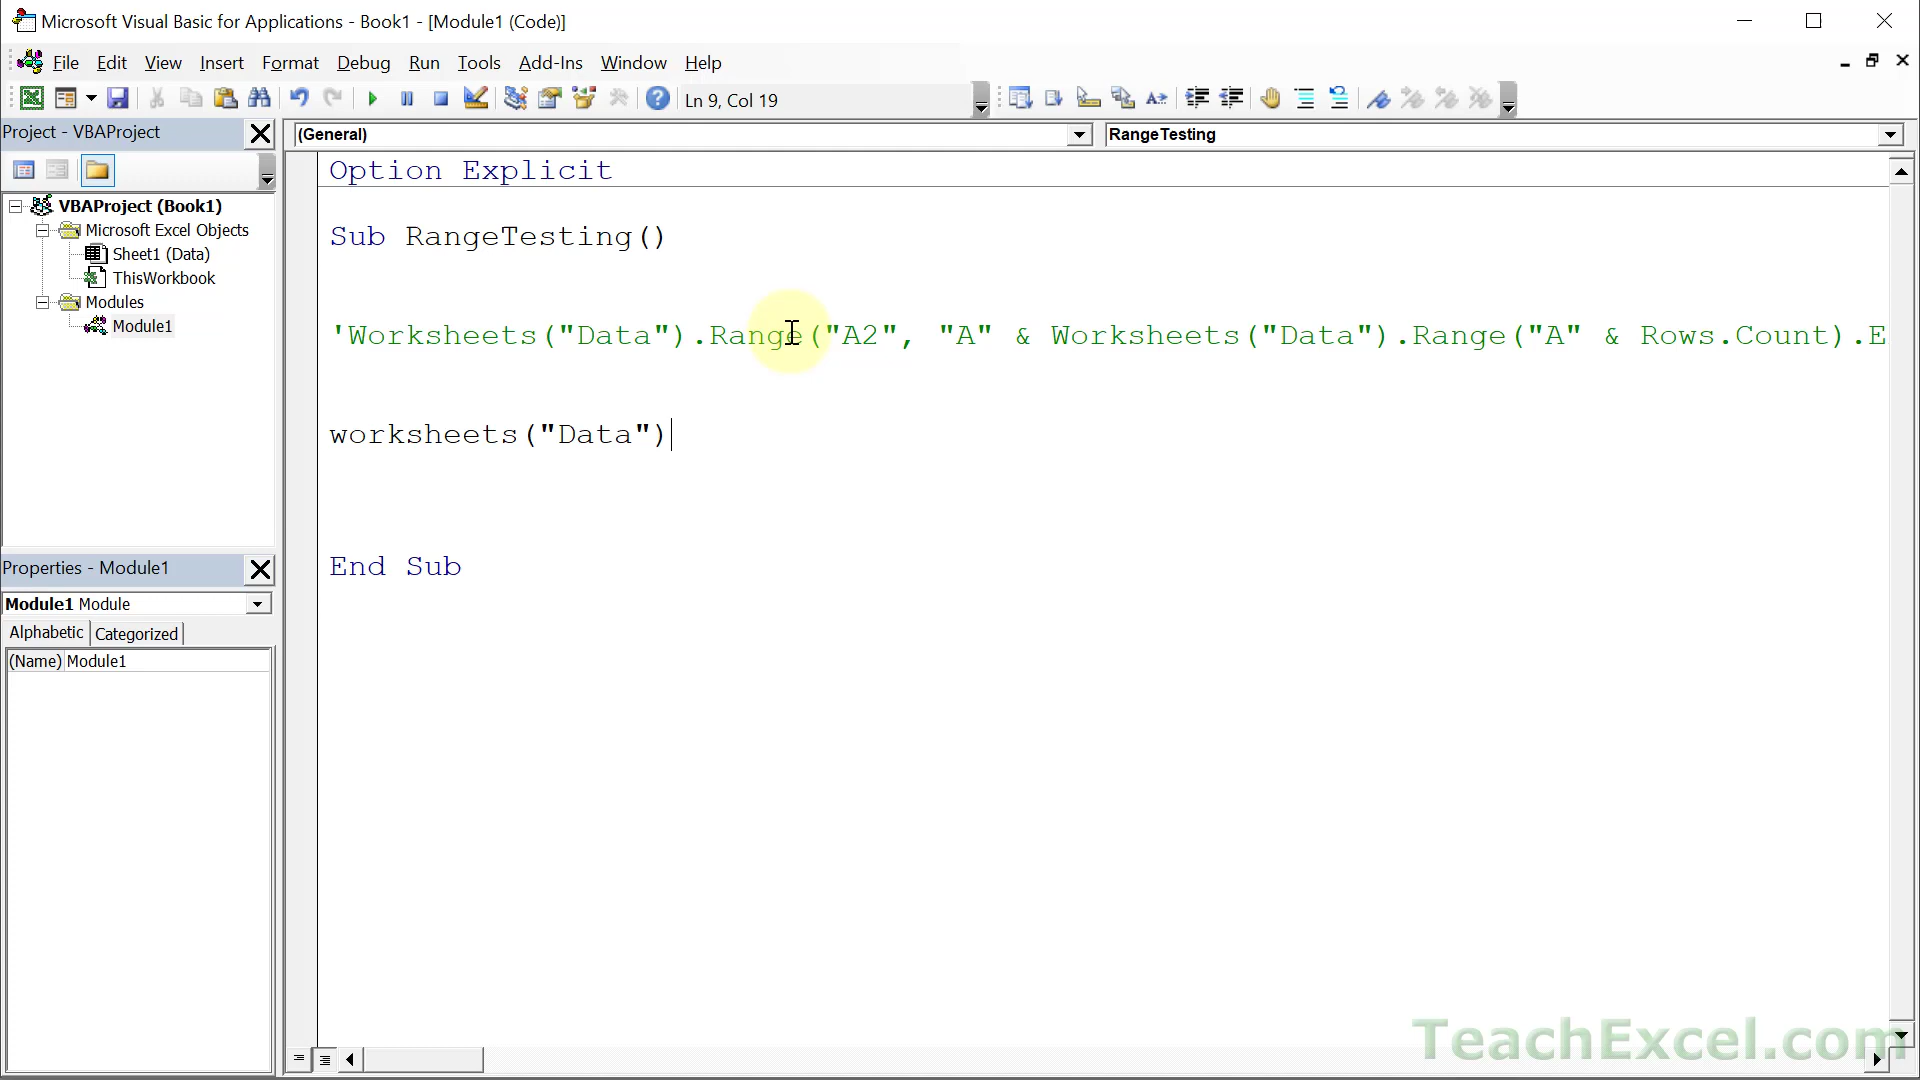 Microsoft Visual Basic for Applications - Book1 - [Module1 (Code)]
File Edit View Insert Format Debug Run Tools Add-Ins Window Help
Ln 9, Col 19
Project - VBAProject
(General)
RangeTesting
VBAProject (Book1)
Microsoft Excel Objects
Sheet1 (Data)
ThisWorkbook
Modules
Module1
Option Explicit
Sub RangeTesting()
'Worksheets("Data").Range("A2", "A" & Worksheets("Data").Range("A" & Rows.Count).E
worksheets("Data")
End Sub
Properties - Module1
Module1 Module
Alphabetic Categorized
(Name) Module1
TeachExcel.com